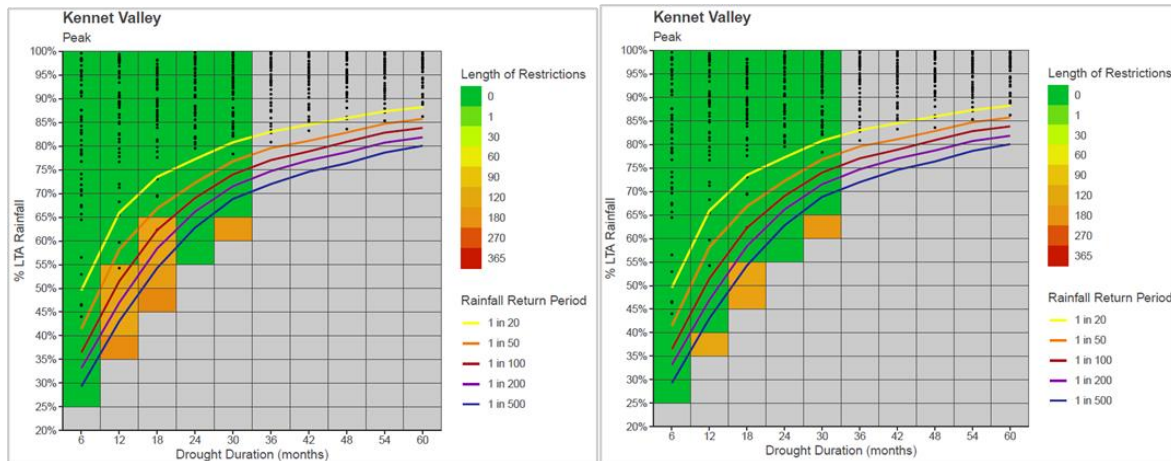 Kennet Valley
Peak
100%
95%
90%
85%
80%
75%
70%
65%
60%
55%
50%
45%
40%
35%
30%
25%
20%
% LTA Rainfall
6 12 18 24 30 36 42 48 54 60
Drought Duration (months)
Length of Restrictions
0
1
30
60
90
120
180
270
365
Rainfall Return Period
1 in 20
1 in 50
1 in 100
1 in 200
1 in 500
Kennet Valley
Peak
100%
95%
90%
85%
80%
75%
70%
65%
60%
55%
50%
45%
40%
35%
30%
25%
20%
% LTA Rainfall
6 12 18 24 30 36 42 48 54 60
Drought Duration (months)
Length of Restrictions
0
1
30
60
90
120
180
270
365
Rainfall Return Period
1 in 20
1 in 50
1 in 100
1 in 200
1 in 500